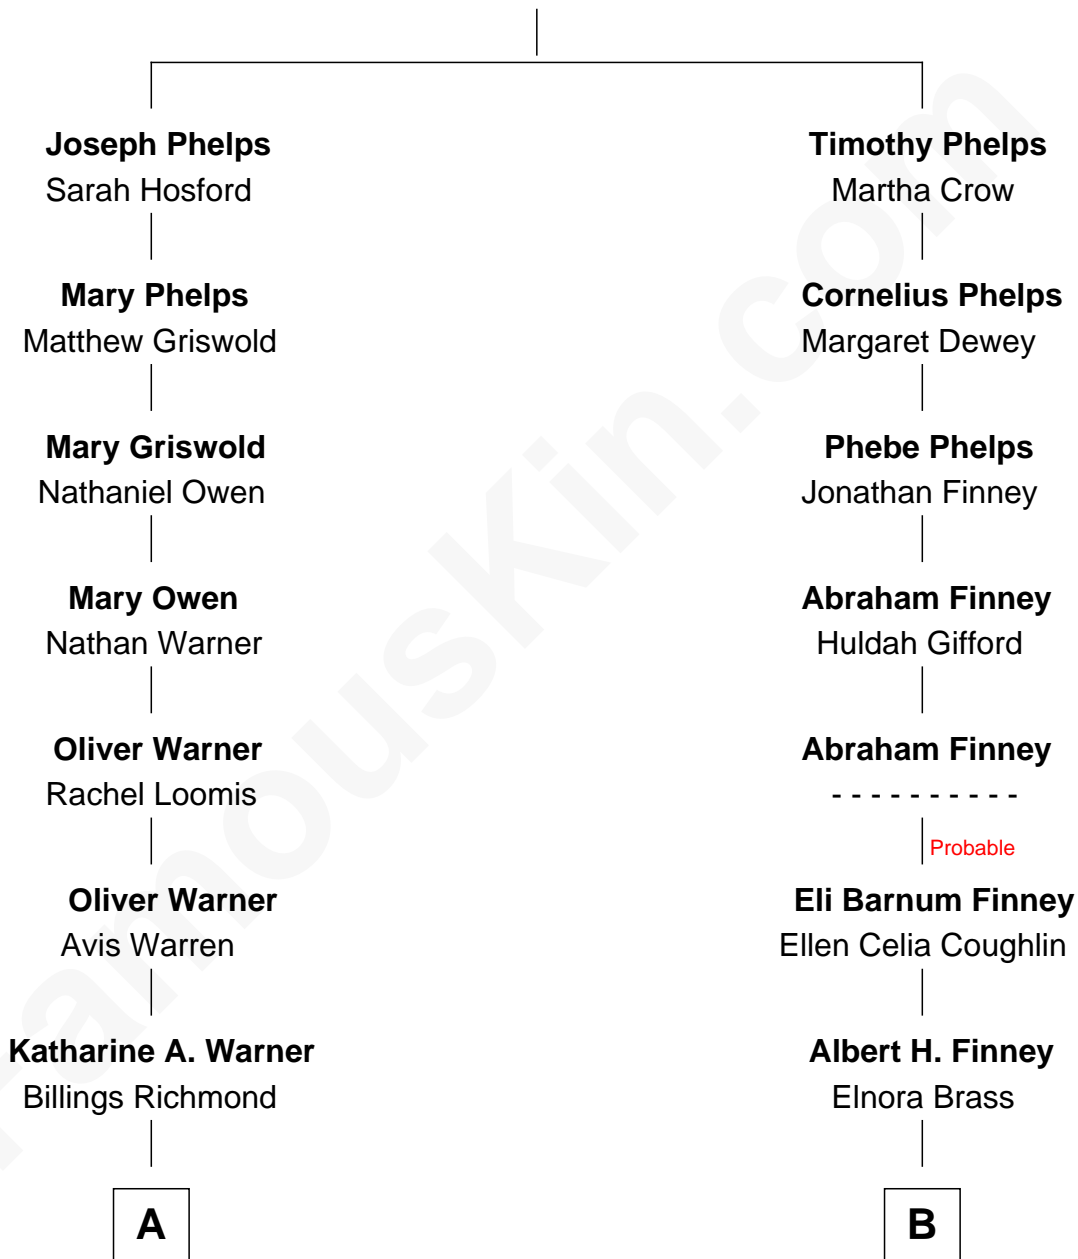 Joseph Phelps
Sarah Hosford
Mary Phelps
Matthew Griswold
Mary Griswold
Nathaniel Owen
Mary Owen
Nathan Warner
Oliver Warner
Rachel Loomis
Oliver Warner
Avis Warren
Katharine A. Warner
Billings Richmond
A
Timothy Phelps
Martha Crow
Cornelius Phelps
Margaret Dewey
Phebe Phelps
Jonathan Finney
Abraham Finney
Huldah Gifford
Abraham Finney
- - - - - - - - - -
Probable
Eli Barnum Finney
Ellen Celia Coughlin
Albert H. Finney
Elnora Brass
B
FamousKin.com